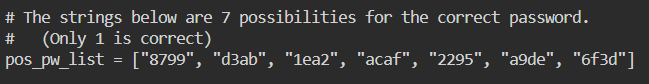 # The strings below are 7 possibilities for the correct password.
#   (Only 1 is correct)
pos_pw_list = ["8799", "d3ab", "1ea2", "acaf", "2295", "a9de", "6f3d"]